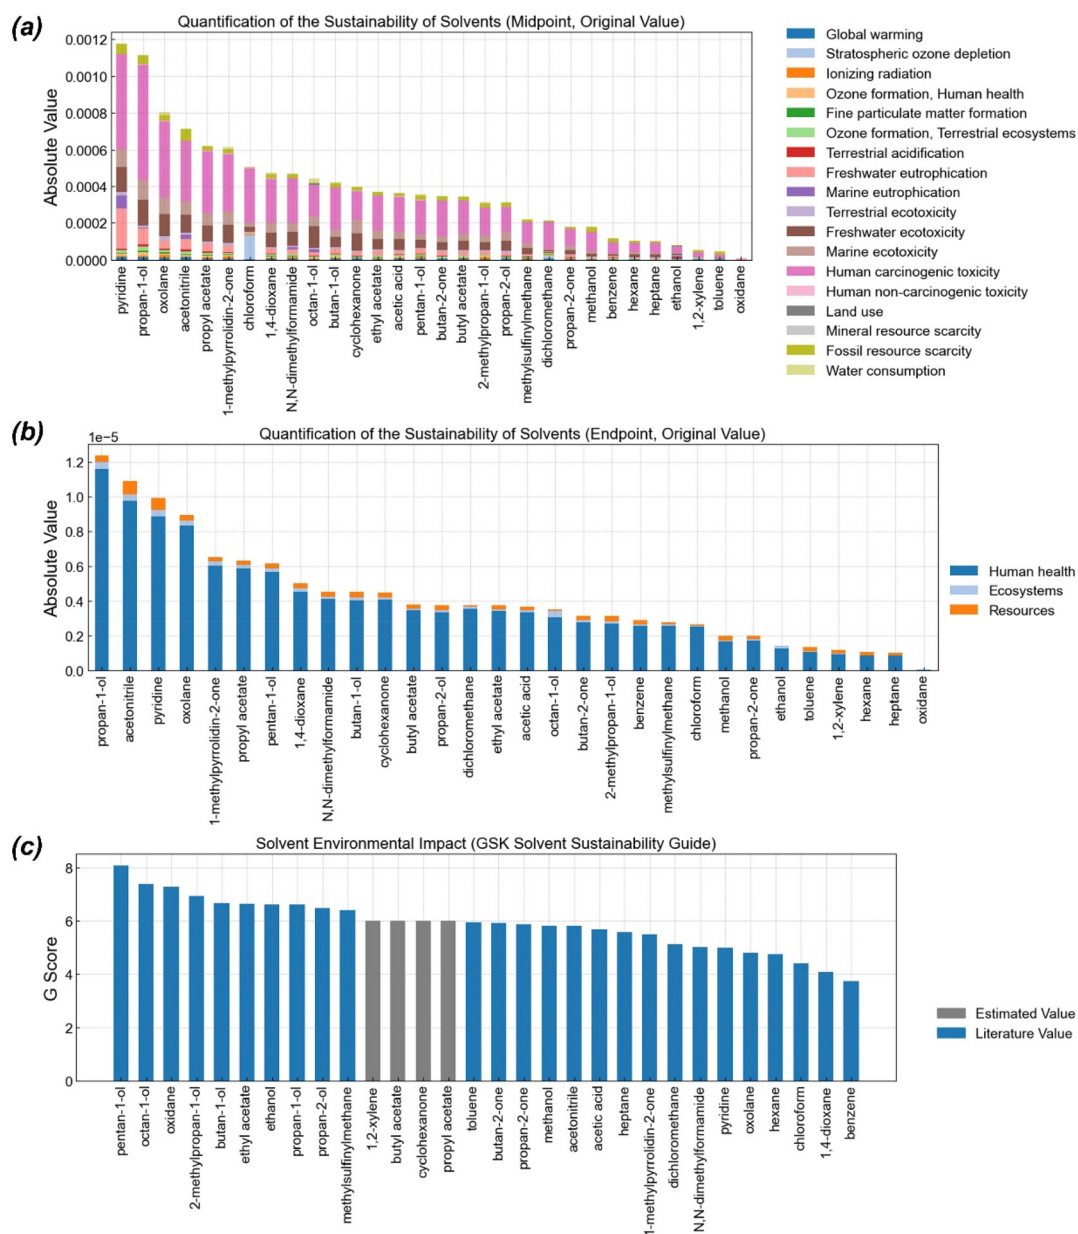 (a)
Quantification of the Sustainability of Solvents (Midpoint, Original Value)
Absolute Value
0.0012
0.0010
0.0008
0.0006
0.0004
0.0002
0.0000
pyridine
propan-1-ol
oxolane
acetonitrile
propyl acetate
1-methylpyrrolidin-2-one
chloroform
1,4-dioxane
N,N-dimethylformamide
octan-1-ol
butan-1-ol
cyclohexanone
ethyl acetate
acetic acid
pentan-1-ol
butan-2-one
butyl acetate
2-methylpropan-1-ol
propan-2-ol
methylsulfinylmethane
dichloromethane
propan-2-one
methanol
benzene
hexane
heptane
ethanol
1,2-xylene
toluene
oxidane
Global warming
Stratospheric ozone depletion
Ionizing radiation
Ozone formation, Human health
Fine particulate matter formation
Ozone formation, Terrestrial ecosystems
Terrestrial acidification
Freshwater eutrophication
Marine eutrophication
Terrestrial ecotoxicity
Freshwater ecotoxicity
Marine ecotoxicity
Human carcinogenic toxicity
Human non-carcinogenic toxicity
Land use
Mineral resource scarcity
Fossil resource scarcity
Water consumption
(b)
1e-5
Quantification of the Sustainability of Solvents (Endpoint, Original Value)
Absolute Value
1.2
1.0
0.8
0.6
0.4
0.2
0.0
propan-1-ol
acetonitrile
pyridine
oxolane
1-methylpyrrolidin-2-one
propyl acetate
pentan-1-ol
1,4-dioxane
N,N-dimethylformamide
butan-1-ol
cyclohexanone
butyl acetate
propan-2-ol
dichloromethane
ethyl acetate
acetic acid
octan-1-ol
butan-2-one
2-methylpropan-1-ol
benzene
methylsulfinylmethane
chloroform
methanol
propan-2-one
ethanol
toluene
1,2-xylene
hexane
heptane
oxidane
Human health
Ecosystems
Resources
(c)
Solvent Environmental Impact (GSK Solvent Sustainability Guide)
G Score
8
6
4
2
0
pentan-1-ol
octan-1-ol
oxidane
2-methylpropan-1-ol
butan-1-ol
ethyl acetate
ethanol
propan-1-ol
propan-2-ol
methylsulfinylmethane
1,2-xylene
butyl acetate
cyclohexanone
propyl acetate
toluene
butan-2-one
propan-2-one
methanol
acetonitrile
acetic acid
heptane
1-methylpyrrolidin-2-one
dichloromethane
N,N-dimethylformamide
pyridine
oxolane
hexane
chloroform
1,4-dioxane
benzene
Estimated Value
Literature Value